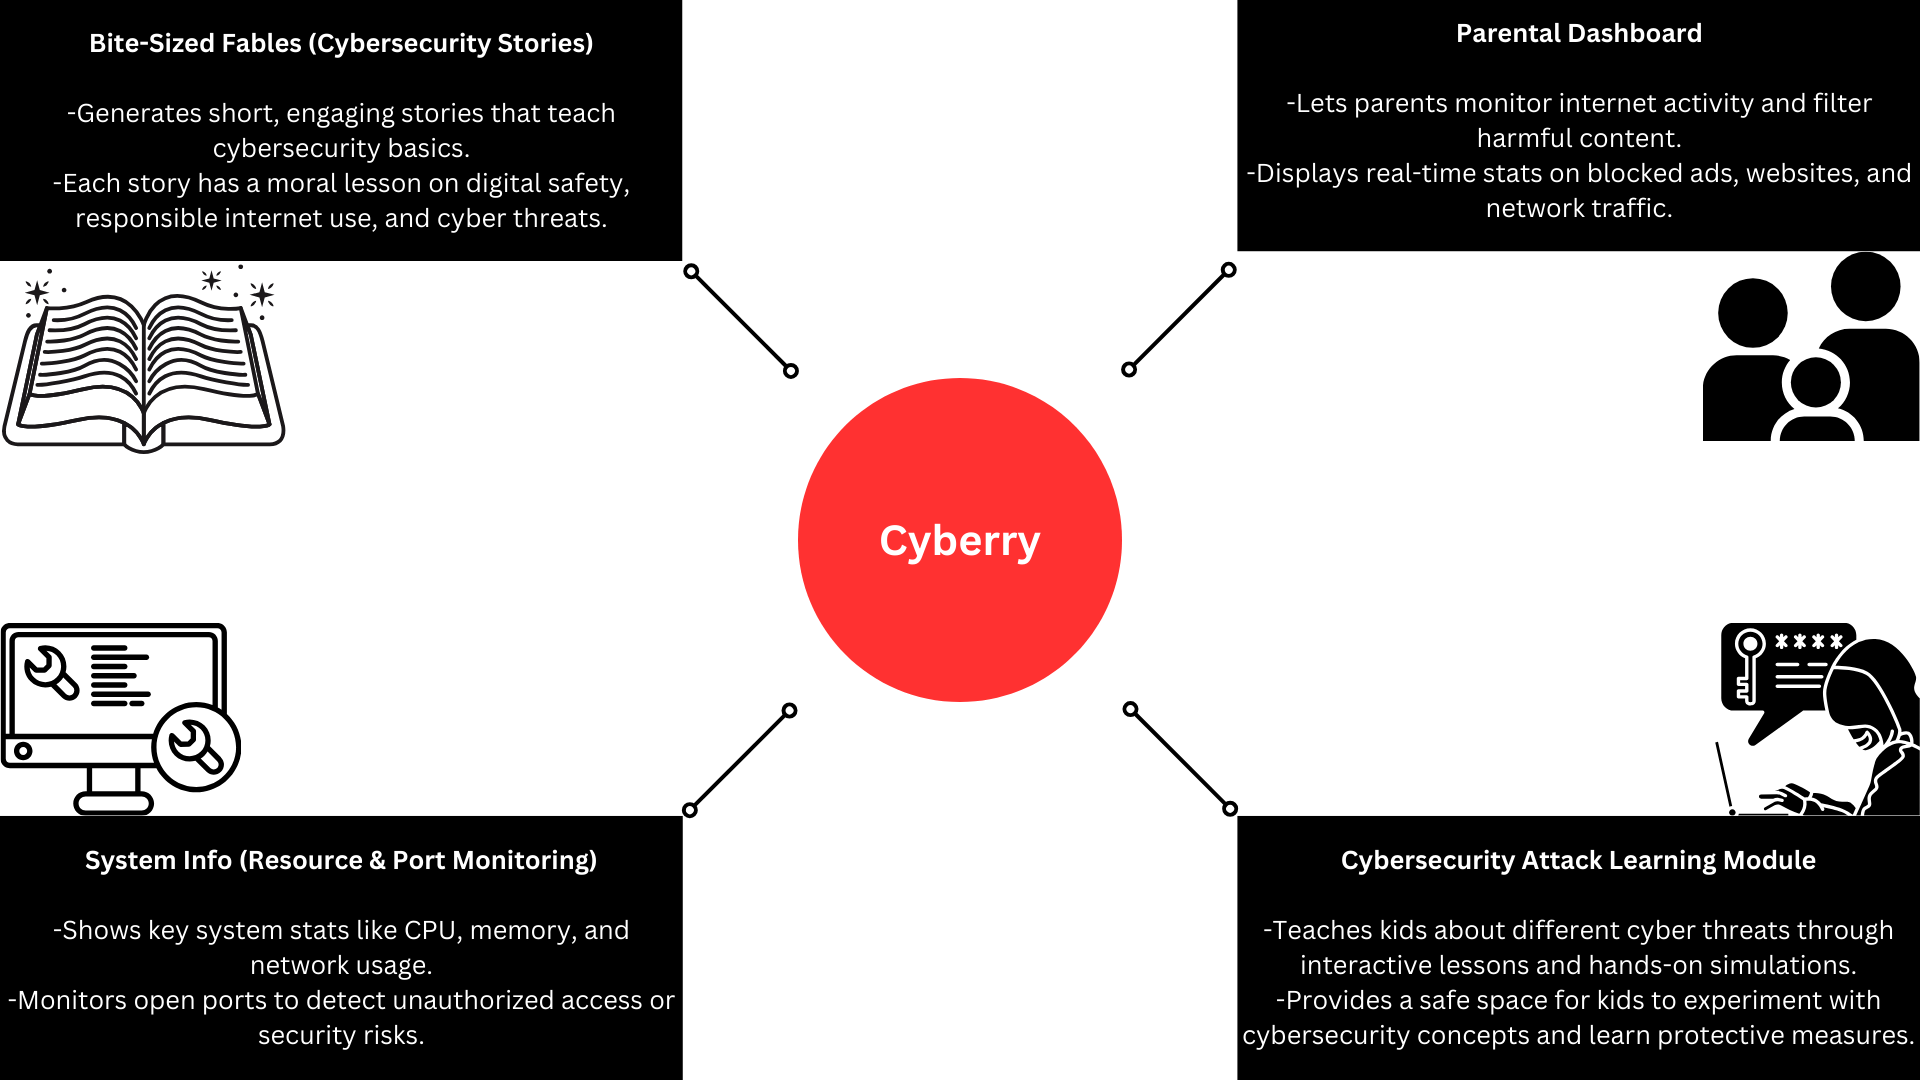 Bite-Sized Fables (Cybersecurity Stories)
-Generates short, engaging stories that teach
cybersecurity basics.
-Each story has a moral lesson on digital safety,
responsible internet use, and cyber threats.
Parental Dashboard
-Lets parents monitor internet activity and filter
harmful content.
-Displays real-time stats on blocked ads, websites, and
network traffic.
Cyberry
****
System Info (Resource & Port Monitoring)
-Shows key system stats like CPU, memory, and
network usage.
-Monitors open ports to detect unauthorized access or
security risks.
Cybersecurity Attack Learning Module
-Teaches kids about different cyber threats through
interactive lessons and hands-on simulations.
-Provides a safe space for kids to experiment with
cybersecurity concepts and learn protective measures.